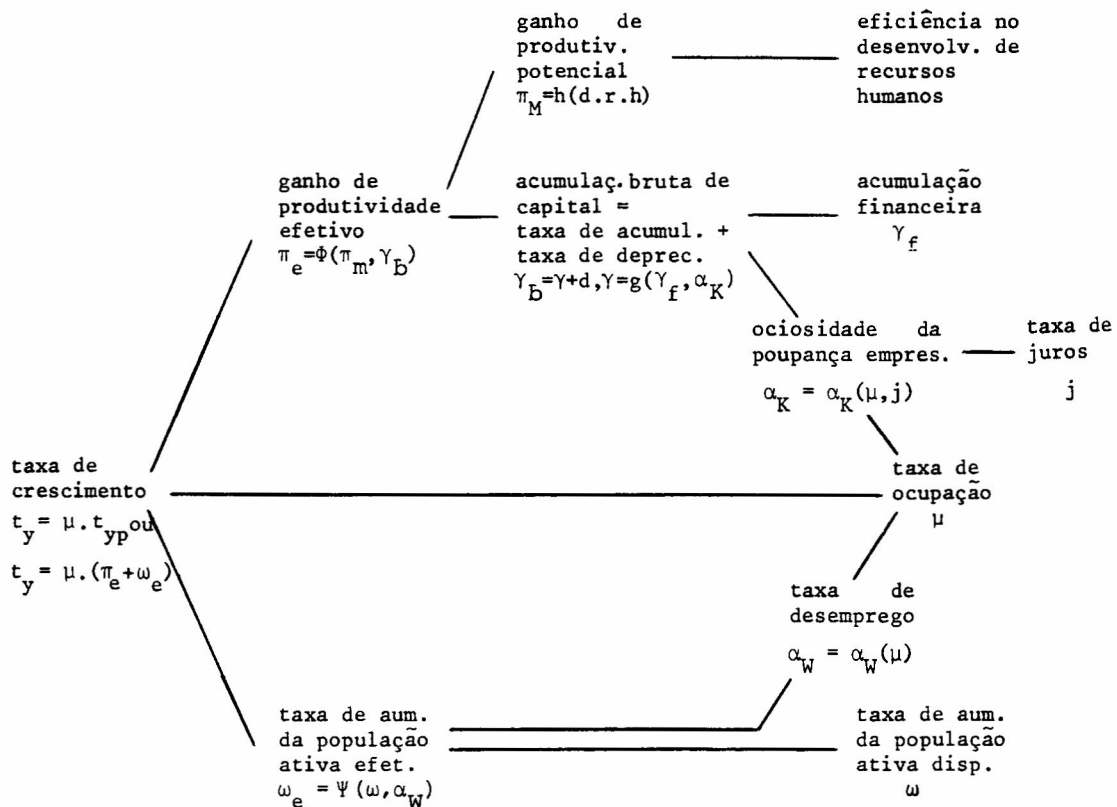 ganho de
produtiv.
potencial
π_M=h(d.r.h)
eficiência no
desenvolv. de
recursos
humanos
ganho de
produtividade
efetivo
π_e=Φ(π_m,γ_b)
acumulaç.bruta de
capital =
taxa de acumul. +
taxa de deprec.
γ_b=γ+d,γ=g(γ_f,α_K)
acumulação
financeira
γ_f
ociosidade da
poupança empres.
α_K = α_K(μ,j)
taxa de
juros
j
taxa de
crescimento
t_y= μ.t_yp ou
t_y= μ.(π_e+ω_e)
taxa de
ocupação
μ
taxa de
desemprego
α_W = α_W(μ)
taxa de aum.
da população
ativa efet.
ω_e = Ψ(ω,α_W)
taxa de aum.
da população
ativa disp.
ω